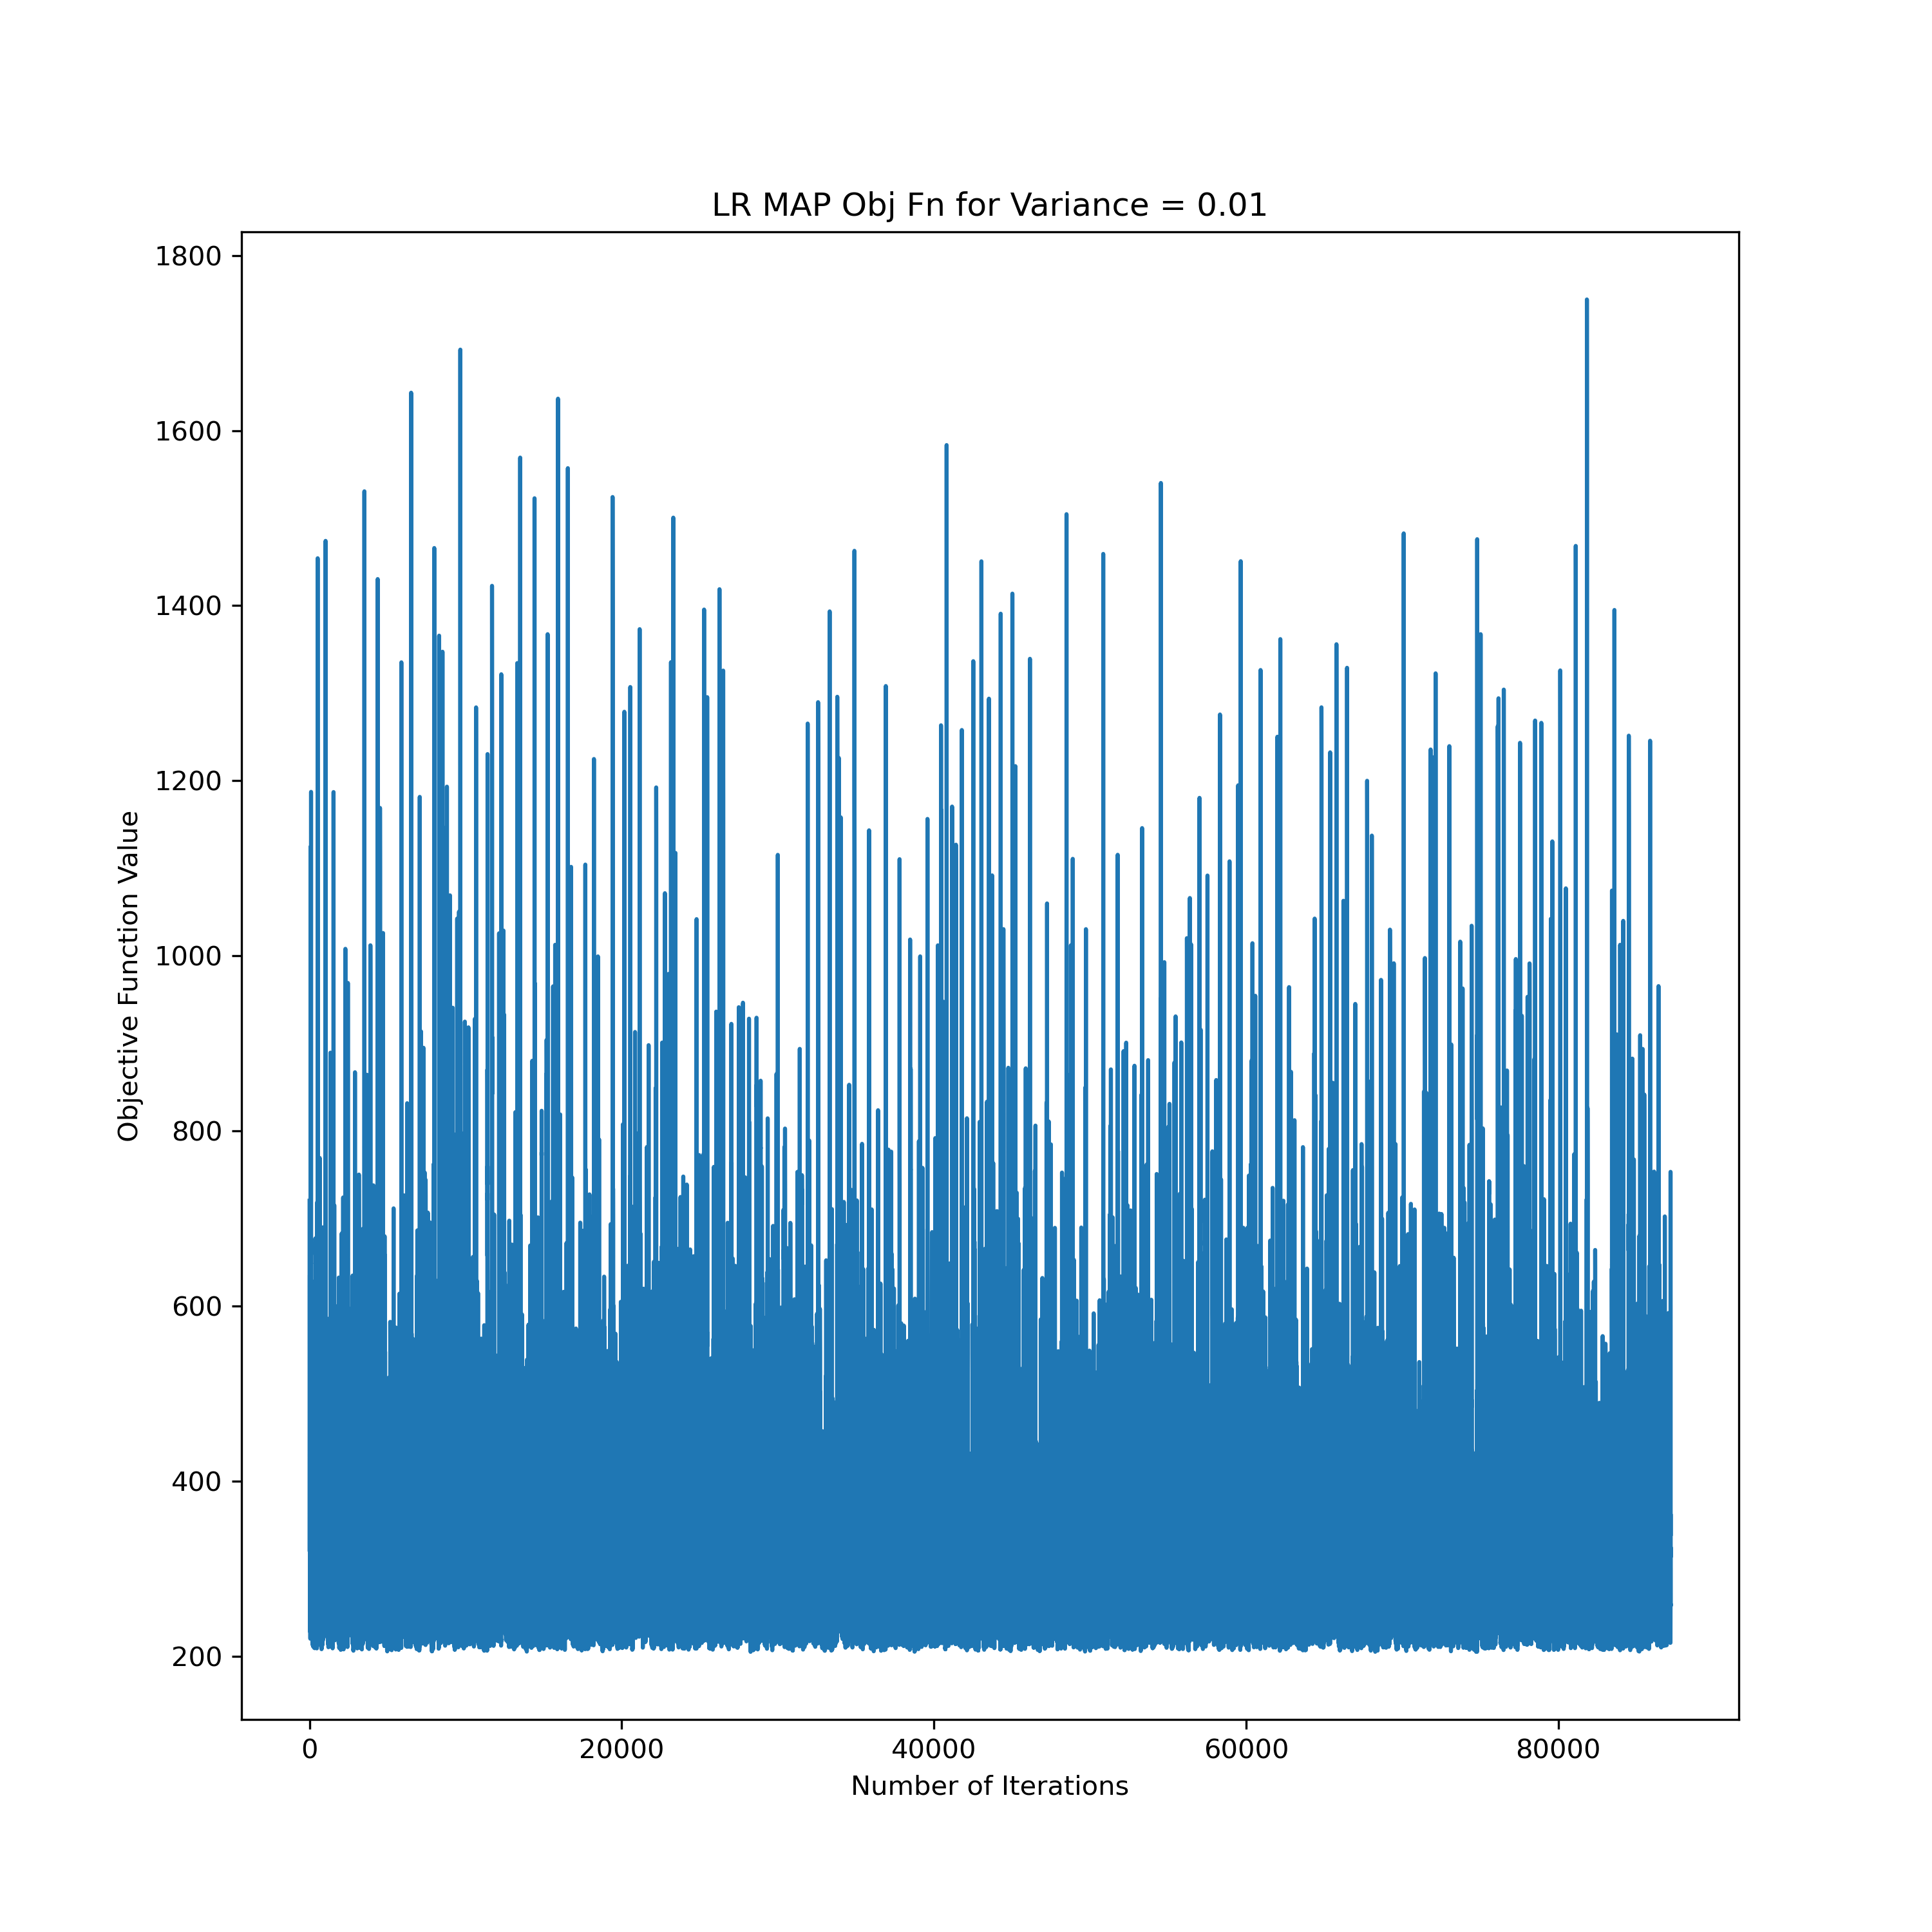 LR MAP Obj Fn for Variance = 0.01
1800
1600
1400
1200
1000
800
600
400
200
Objective Function Value
0 20000 40000 60000 80000
Number of Iterations